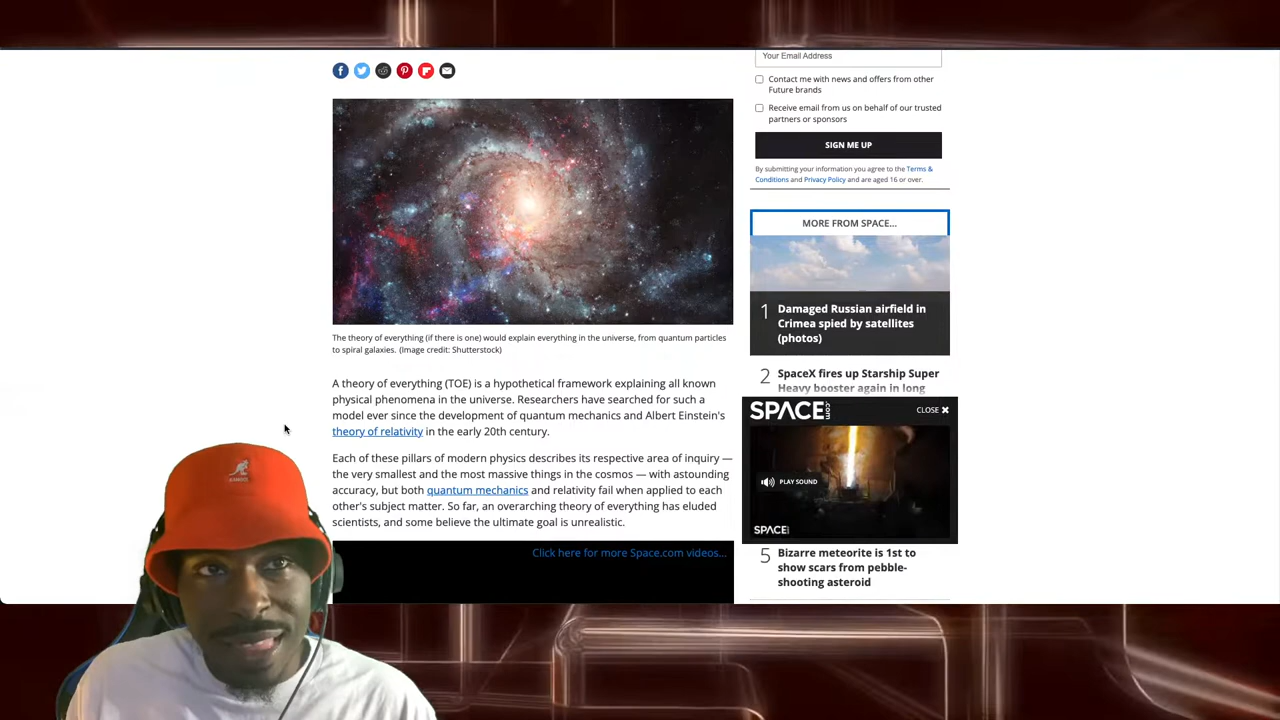 The theory of everything (if there is one) would explain everything in the universe, from quantum particles
to spiral galaxies. (Image credit: Shutterstock)
A theory of everything (TOE) is a hypothetical framework explaining all known
physical phenomena in the universe. Researchers have searched for such a
model ever since the development of quantum mechanics and Albert Einstein's
theory of relativity in the early 20th century.
Each of these pillars of modern physics describes its respective area of inquiry —
the very smallest and the most massive things in the cosmos — with astounding
accuracy, but both quantum mechanics and relativity fail when applied to each
other's subject matter. So far, an overarching theory of everything has eluded
scientists, and some believe the ultimate goal is unrealistic.
Click here for more Space.com videos...
Your Email Address
Contact me with news and offers from other
Future brands
Receive email from us on behalf of our trusted
partners or sponsors
SIGN ME UP
By submitting your information you agree to the Terms &
Conditions and Privacy Policy and are aged 16 or over.
MORE FROM SPACE...
1 Damaged Russian airfield in
Crimea spied by satellites
(photos)
2 SpaceX fires up Starship Super
Heavy booster again in long
SPACE.com
CLOSE ✖
PLAY SOUND
SPACE.com
5 Bizarre meteorite is 1st to
show scars from pebble-
shooting asteroid